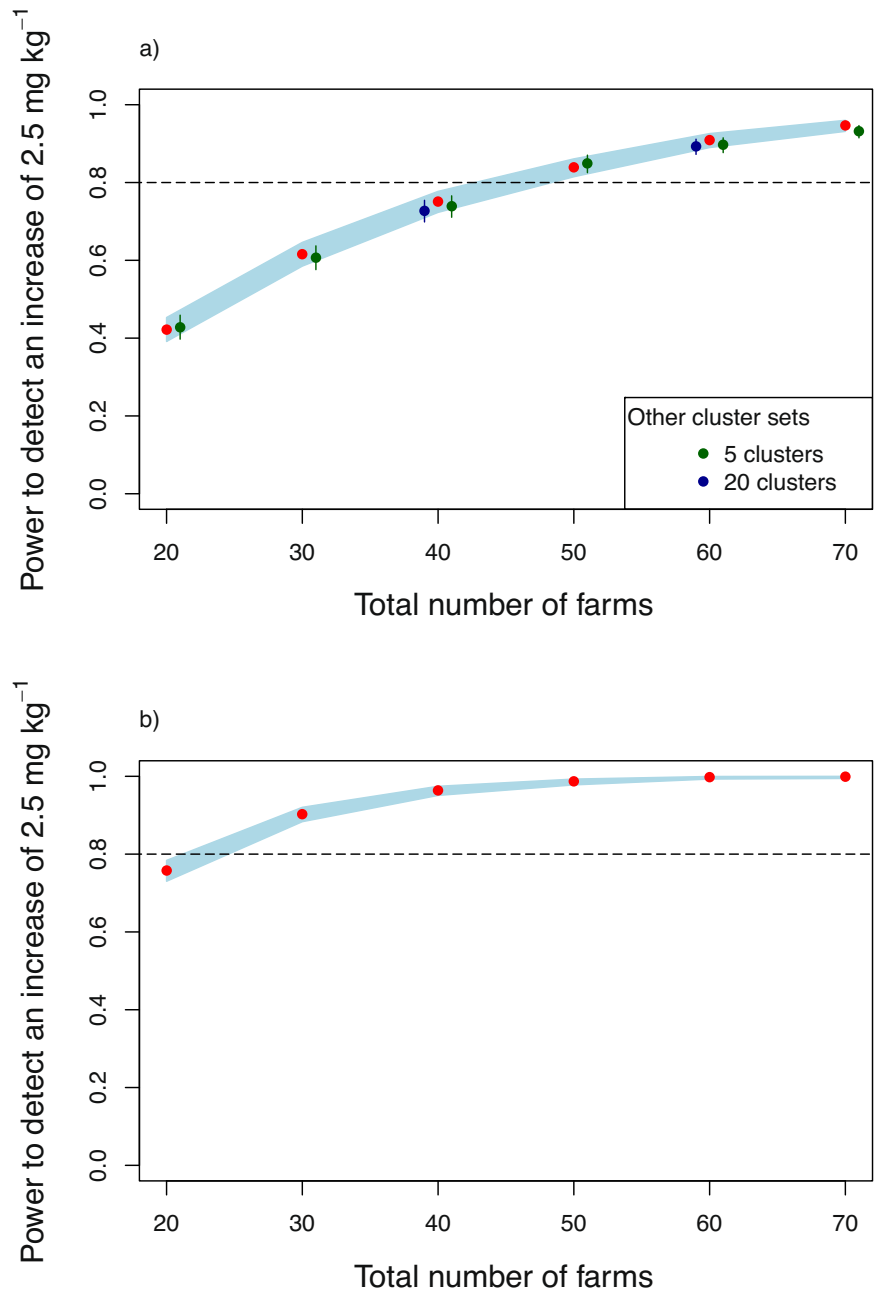 a)
Power to detect an increase of 2.5 mg kg⁻¹
1.0
0.8
0.6
0.4
0.2
0.0
Other cluster sets
5 clusters
20 clusters
20 30 40 50 60 70
Total number of farms
b)
Power to detect an increase of 2.5 mg kg⁻¹
1.0
0.8
0.6
0.4
0.2
0.0
20 30 40 50 60 70
Total number of farms